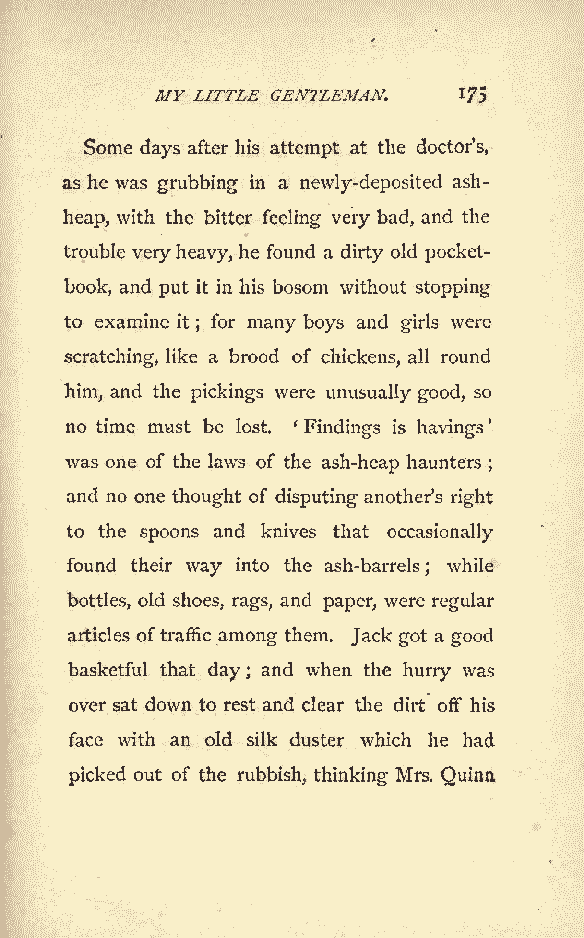 MY LITTLE GENTLEMAN. 175
Some days after his attempt at the doctor's,
as he was grubbing in a newly-deposited ash-
heap, with the bitter feeling very bad, and the
trouble very heavy, he found a dirty old pocket-
book, and put it in his bosom without stopping
to examine it; for many boys and girls were
scratching, like a brood of chickens, all round
him, and the pickings were unusually good, so
no time must be lost. 'Findings is havings'
was one of the laws of the ash-heap haunters;
and no one thought of disputing another's right
to the spoons and knives that occasionally
found their way into the ash-barrels; while
bottles, old shoes, rags, and paper, were regular
articles of traffic among them. Jack got a good
basketful that day; and when the hurry was
over sat down to rest and clear the dirt off his
face with an old silk duster which he had
picked out of the rubbish, thinking Mrs. Quinn